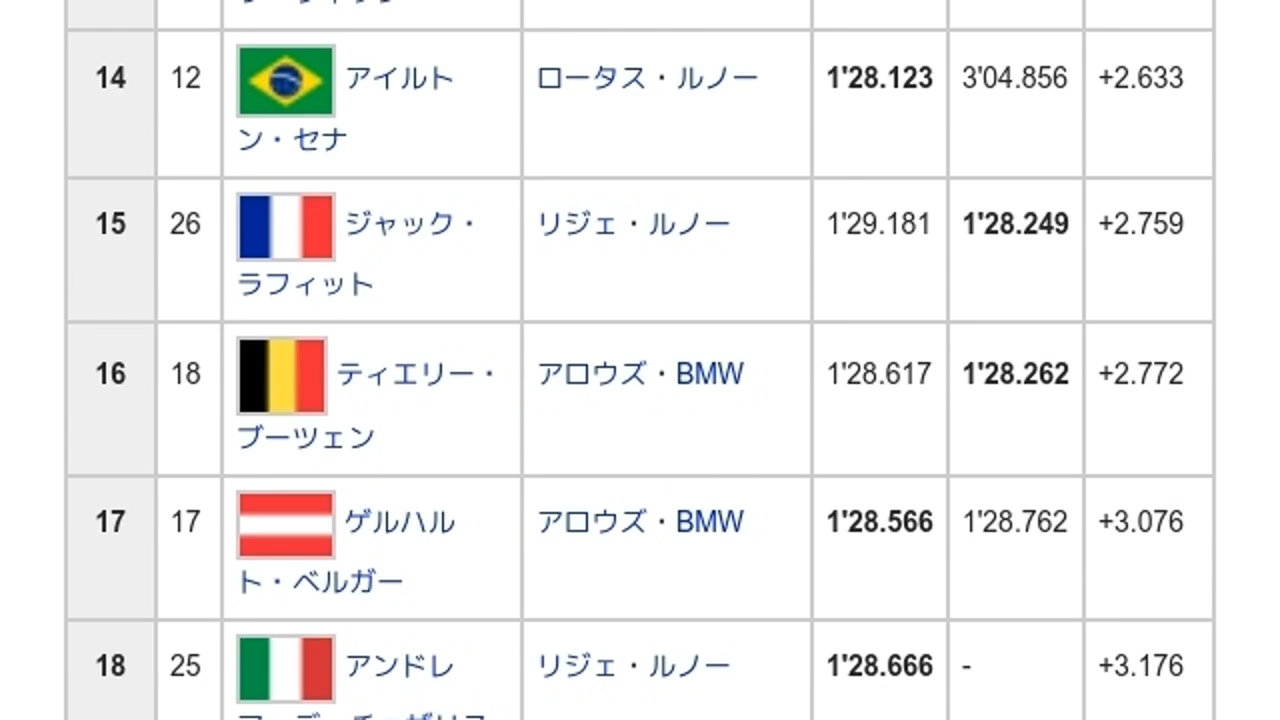 14 12 アイルト ロータス・ルノー 1'28.123 3'04.856 +2.633
ン・セナ
15 26 ジャック・ リジェ・ルノー 1'29.181 1'28.249 +2.759
ラフィット
16 18 ティエリー・ アロウズ・BMW 1'28.617 1'28.262 +2.772
ブーツェン
17 17 ゲルハル アロウズ・BMW 1'28.566 1'28.762 +3.076
ト・ベルガー
18 25 アンドレ リジェ・ルノー 1'28.666 - +3.176